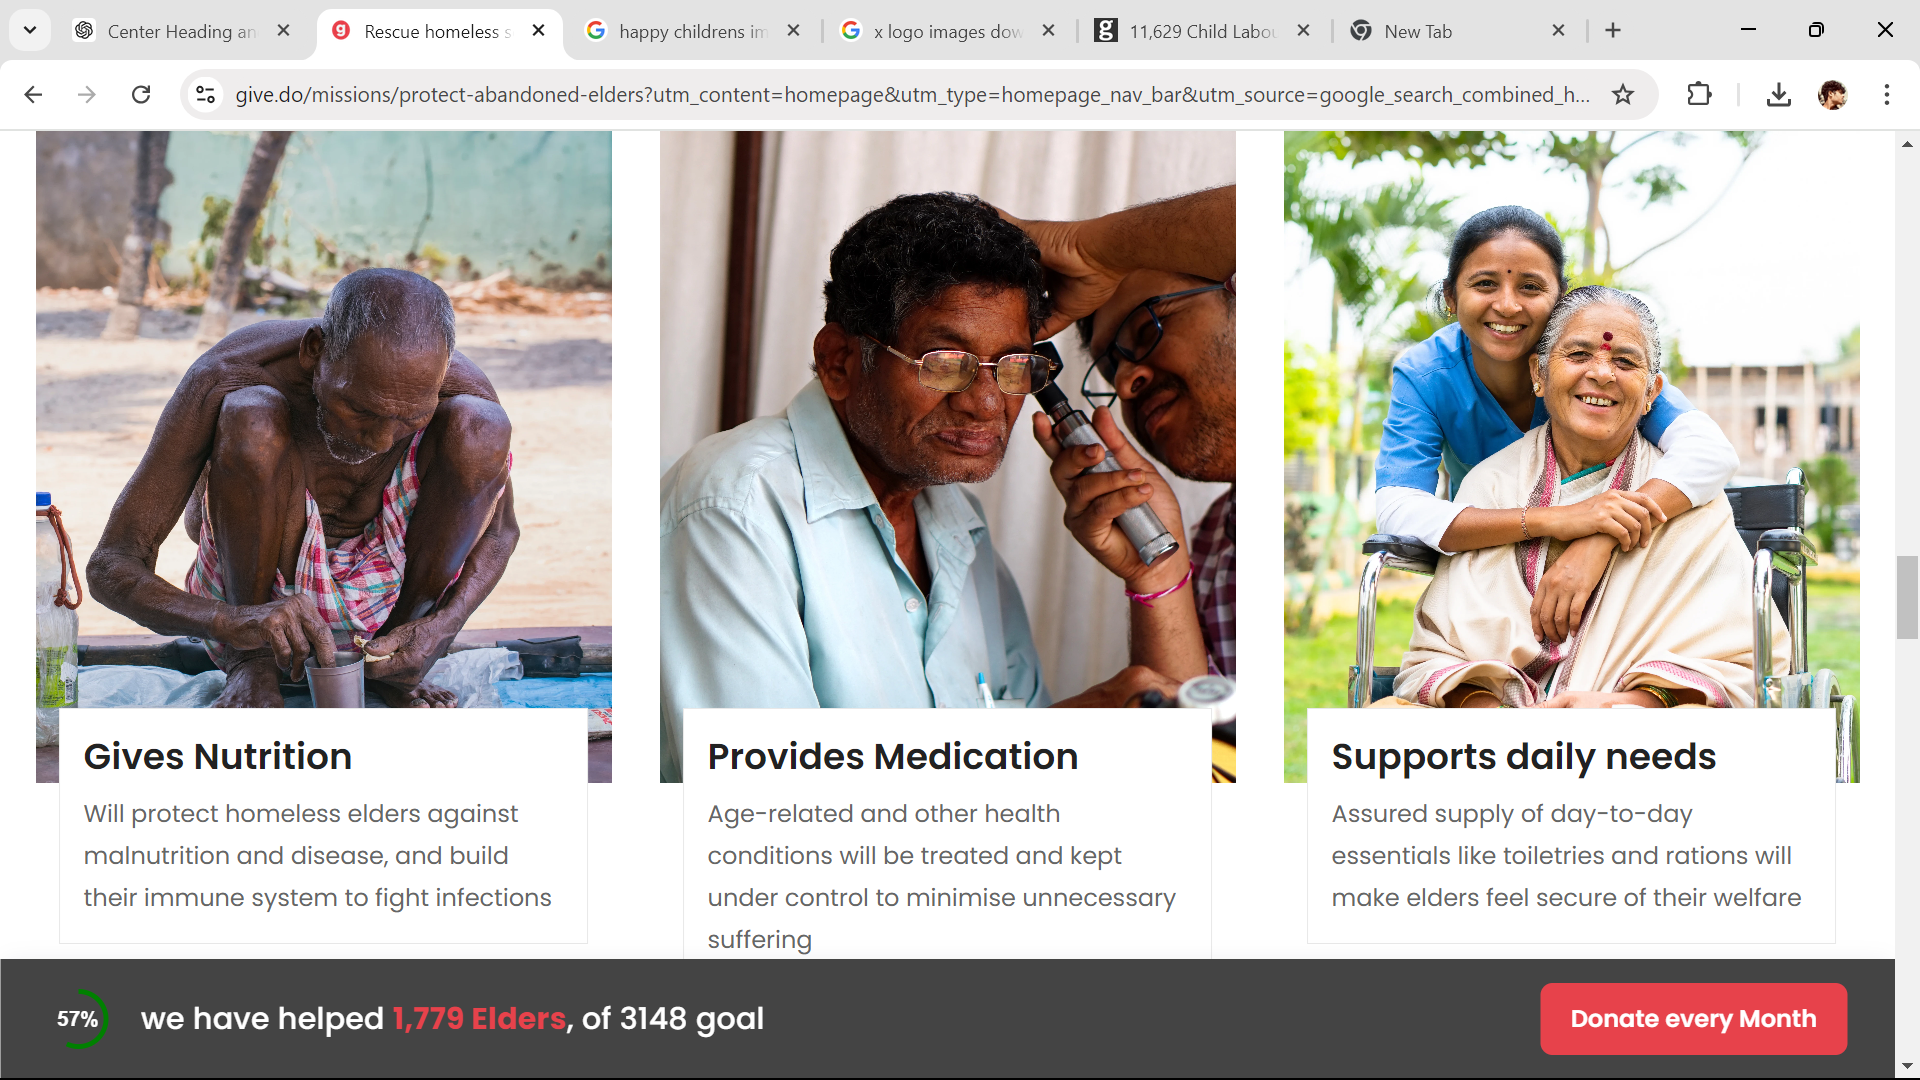 Center Heading an
Rescue homeless s
happy childrens im
x logo images dow
11,629 Child Labou
New Tab
give.do/missions/protect-abandoned-elders?utm_content=homepage&utm_type=homepage_nav_bar&utm_source=google_search_combined_h...
Gives Nutrition
Will protect homeless elders against
malnutrition and disease, and build
their immune system to fight infections
Provides Medication
Age-related and other health
conditions will be treated and kept
under control to minimise unnecessary
suffering
Supports daily needs
Assured supply of day-to-day
essentials like toiletries and rations will
make elders feel secure of their welfare
57%
we have helped 1,779 Elders, of 3148 goal
Donate every Month